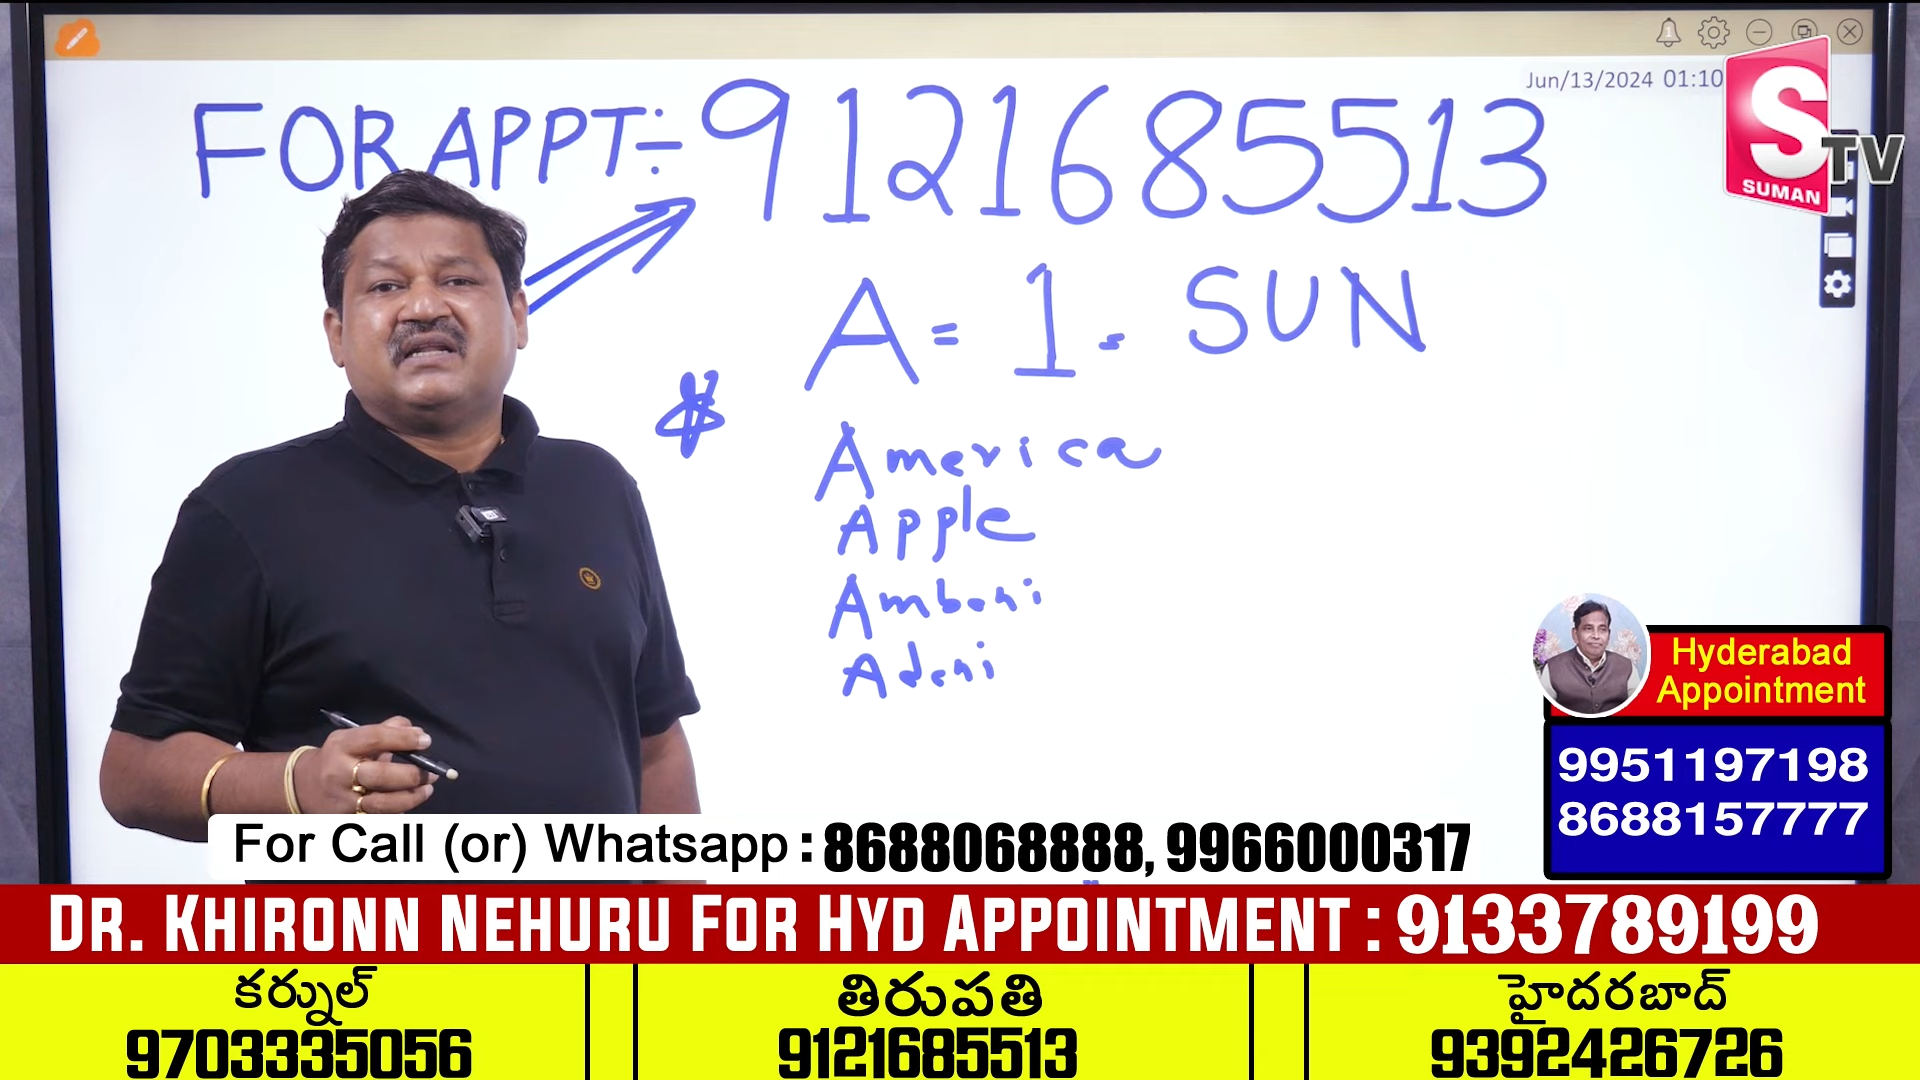 Jun/13/2024 01:10
FOR APPT:- 9121685513
S
TV
SUMAN
A = 1 - SUN
America
Apple
Ambani
Adani
Hyderabad
Appointment
9951197198
8688157777
For Call (or) Whatsapp : 8688068888, 9966000317
DR. KHIRONN NEHURU FOR HYD APPOINTMENT : 9133789199
కర్నుల్
9703335056
తిరుపతి
9121685513
హైదరబాద్
9392426726